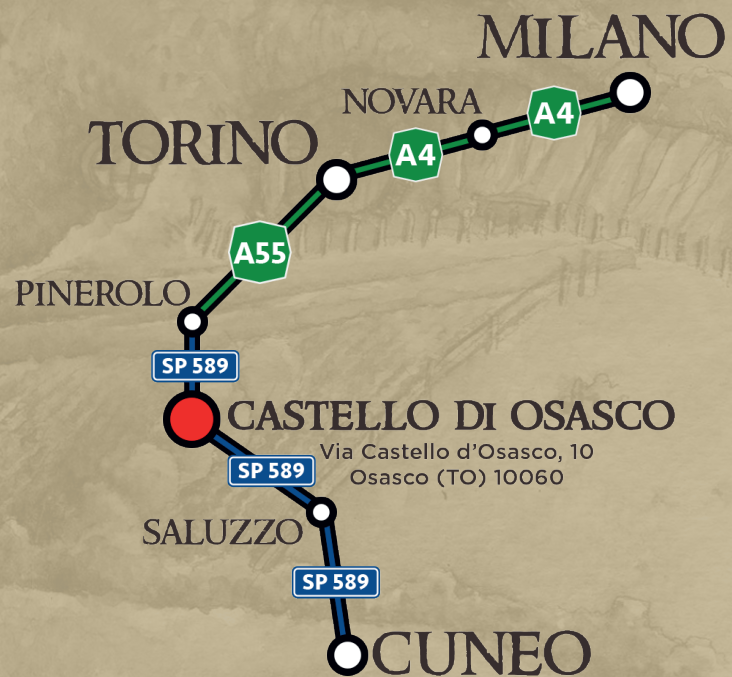 MILANO
NOVARA
A4
TORINO
A4
A55
PINEROLO
SP 589
CASTELLO DI OSASCO
Via Castello d'Osasco, 10
Osasco (TO) 10060
SP 589
SALUZZO
SP 589
CUNEO